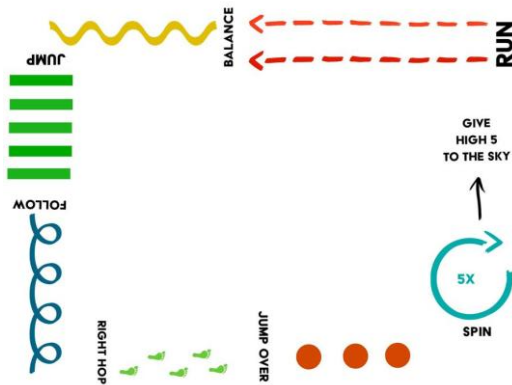 RUN
BALANCE
JUMP
FOLLOW
RIGHT HOP
JUMP OVER
5X
SPIN
GIVE
HIGH 5
TO THE SKY